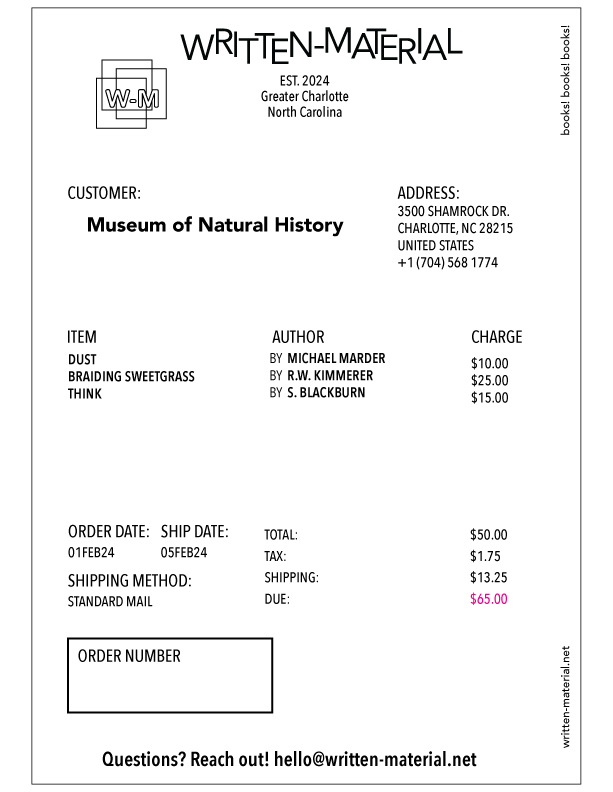 WRITTEN-MATERIAL
books! books! books!
W-M
EST. 2024
Greater Charlotte
North Carolina
CUSTOMER:
Museum of Natural History
ADDRESS:
3500 SHAMROCK DR.
CHARLOTTE, NC 28215
UNITED STATES
+1 (704) 568 1774
ITEM AUTHOR CHARGE
DUST BY MICHAEL MARDER $10.00
BRAIDING SWEETGRASS BY R.W. KIMMERER $25.00
THINK BY S. BLACKBURN $15.00
ORDER DATE: SHIP DATE:
01FEB24 05FEB24
SHIPPING METHOD:
STANDARD MAIL
TOTAL: $50.00
TAX: $1.75
SHIPPING: $13.25
DUE: $65.00
ORDER NUMBER
written-material.net
Questions? Reach out! hello@written-material.net